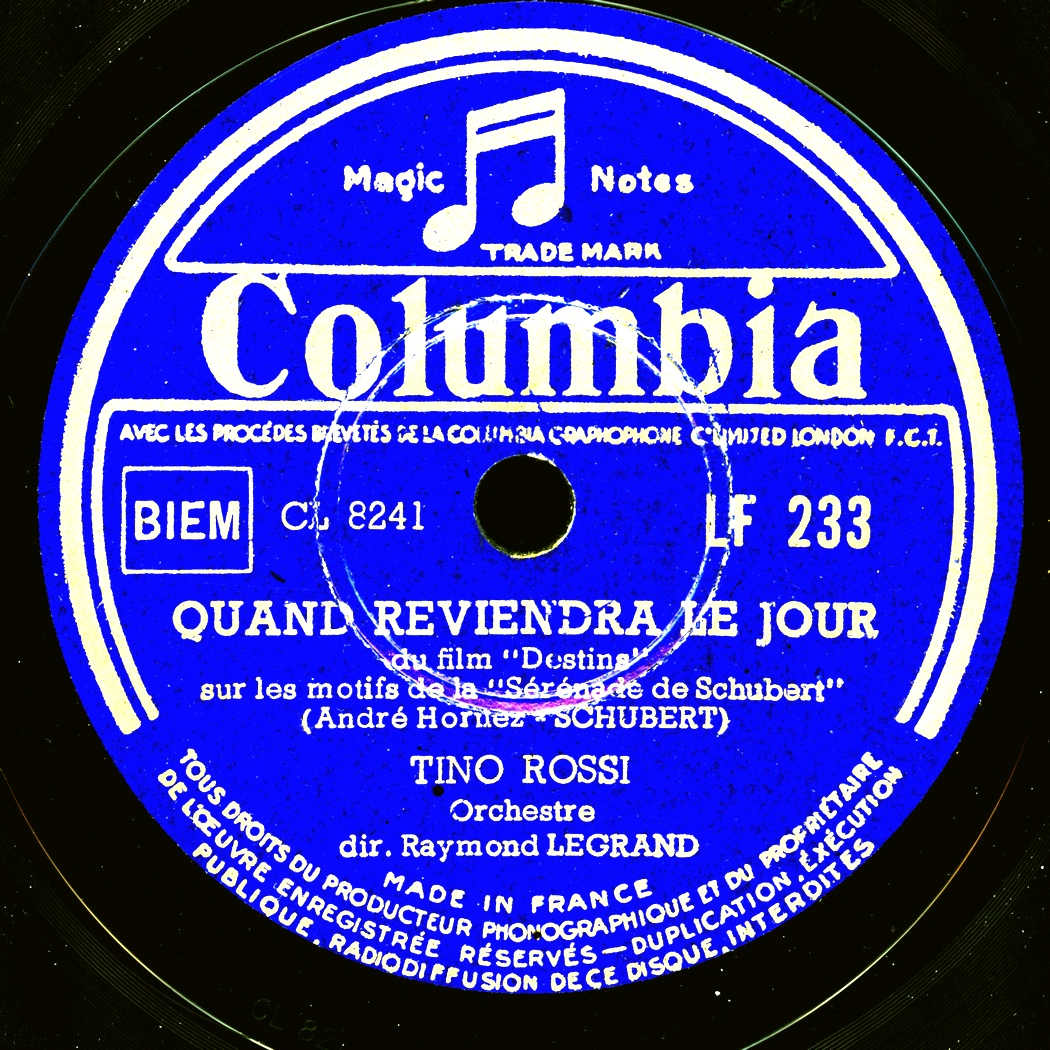 Magic Notes
TRADE MARK
Columbia
AVEC LES PROCÉDES BREVETÉS DE LA COLUMBIA GRAPHOPHONE Cº LIMITED LONDON F.C.T.
BIEM CL 8241 LF 233
QUAND REVIENDRA LE JOUR
du film "Destins"
sur les motifs de la "Sérénade de Schubert"
(André Hornez - SCHUBERT)
TINO ROSSI
Orchestre
dir. Raymond LEGRAND
MADE IN FRANCE
TOUS DROITS DU PRODUCTEUR PHONOGRAPHIQUE ET DU PROPRIÉTAIRE
DE L'ŒUVRE ENREGISTRÉE RÉSERVÉS — DUPLICATION, ÉXÉCUTION
PUBLIQUE, RADIODIFFUSION DE CE DISQUE, INTERDITES